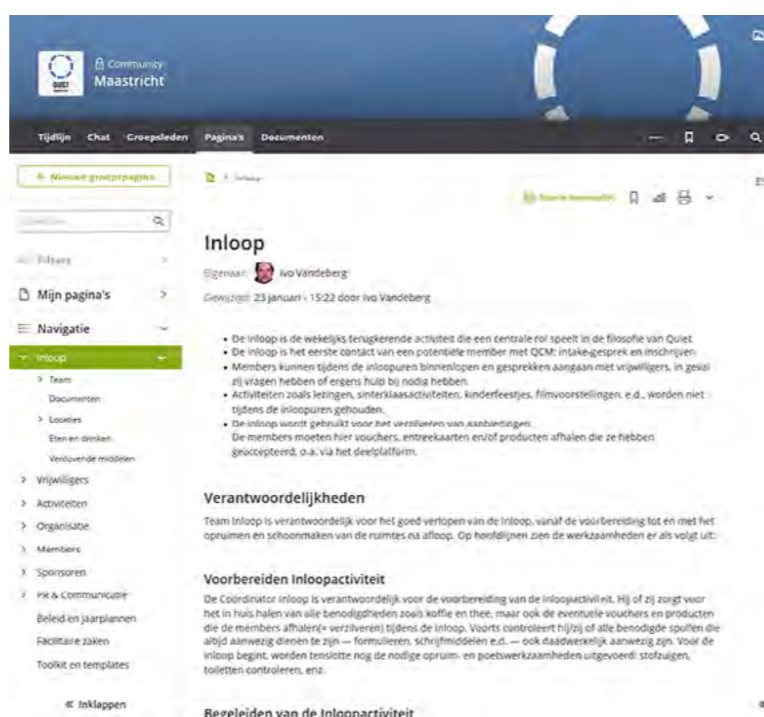 Community
Maastricht
QUIET
Tijdlijn Chat Groepsleden Pagina's Documenten
Nieuwe groepspagina
Inloop
Filters
Inloop
Eigenaar: Ivo Vandeberg
Mijn pagina's
Gewijzigd: 23 januari - 15:22 door Ivo Vandeberg
Navigatie
Inloop
Team
Documenten
Locaties
Eten en drinken
Verdovende middelen
Vrijwilligers
Activiteiten
Organisatie
Members
Sponsoren
PR & Communicatie
Beleid en jaarplannen
Facilitaire zaken
Toolkit en templates
« Inklappen
• De inloop is de wekelijks terugkerende activiteit die een centrale rol speelt in de filosofie van Quiet
• De inloop is het eerste contact van een potentiële member met QCM: intake-gesprek en inschrijven
• Members kunnen tijdens de inloopuren binnenlopen en gesprekken aangaan met vrijwilligers, in geval
zij vragen hebben of ergens hulp bij nodig hebben.
• Activiteiten zoals lezingen, sinterklaasactiviteiten, kinderfeestjes, filmvoorstellingen, e.d., worden niet
tijdens de inloopuren gehouden.
• De inloop wordt gebruikt voor het verzilveren van aanbiedingen.
De members moeten hier vouchers, entreekaarten en/of producten afhalen die ze hebben
geaccepteerd, o.a. via het deelplatform.
Verantwoordelijkheden
Team Inloop is verantwoordelijk voor het goed verlopen van de Inloop, vanaf de voorbereiding tot en met het
opruimen en schoonmaken van de ruimtes na afloop. Op hoofdlijnen zien de werkzaamheden er als volgt uit:
Voorbereiden Inloopactiviteit
De Coördinator Inloop is verantwoordelijk voor de voorbereiding van de inloopactiviteit. Hij of zij zorgt voor
het in huis halen van alle benodigdheden zoals koffie en thee, maar ook de eventuele vouchers en producten
die de members afhalen(= verzilveren) tijdens de inloop. Voorts controleert hij/zij of alle benodigde spullen die
altijd aanwezig dienen te zijn — formulieren, schrijfmiddelen e.d. — ook daadwerkelijk aanwezig zijn. Voor de
inloop begint, worden tenslotte nog de nodige opruim- en poetswerkzaamheden uitgevoerd: stofzuigen,
toiletten controleren, enz.
Begeleiden van de Inloopactiviteit